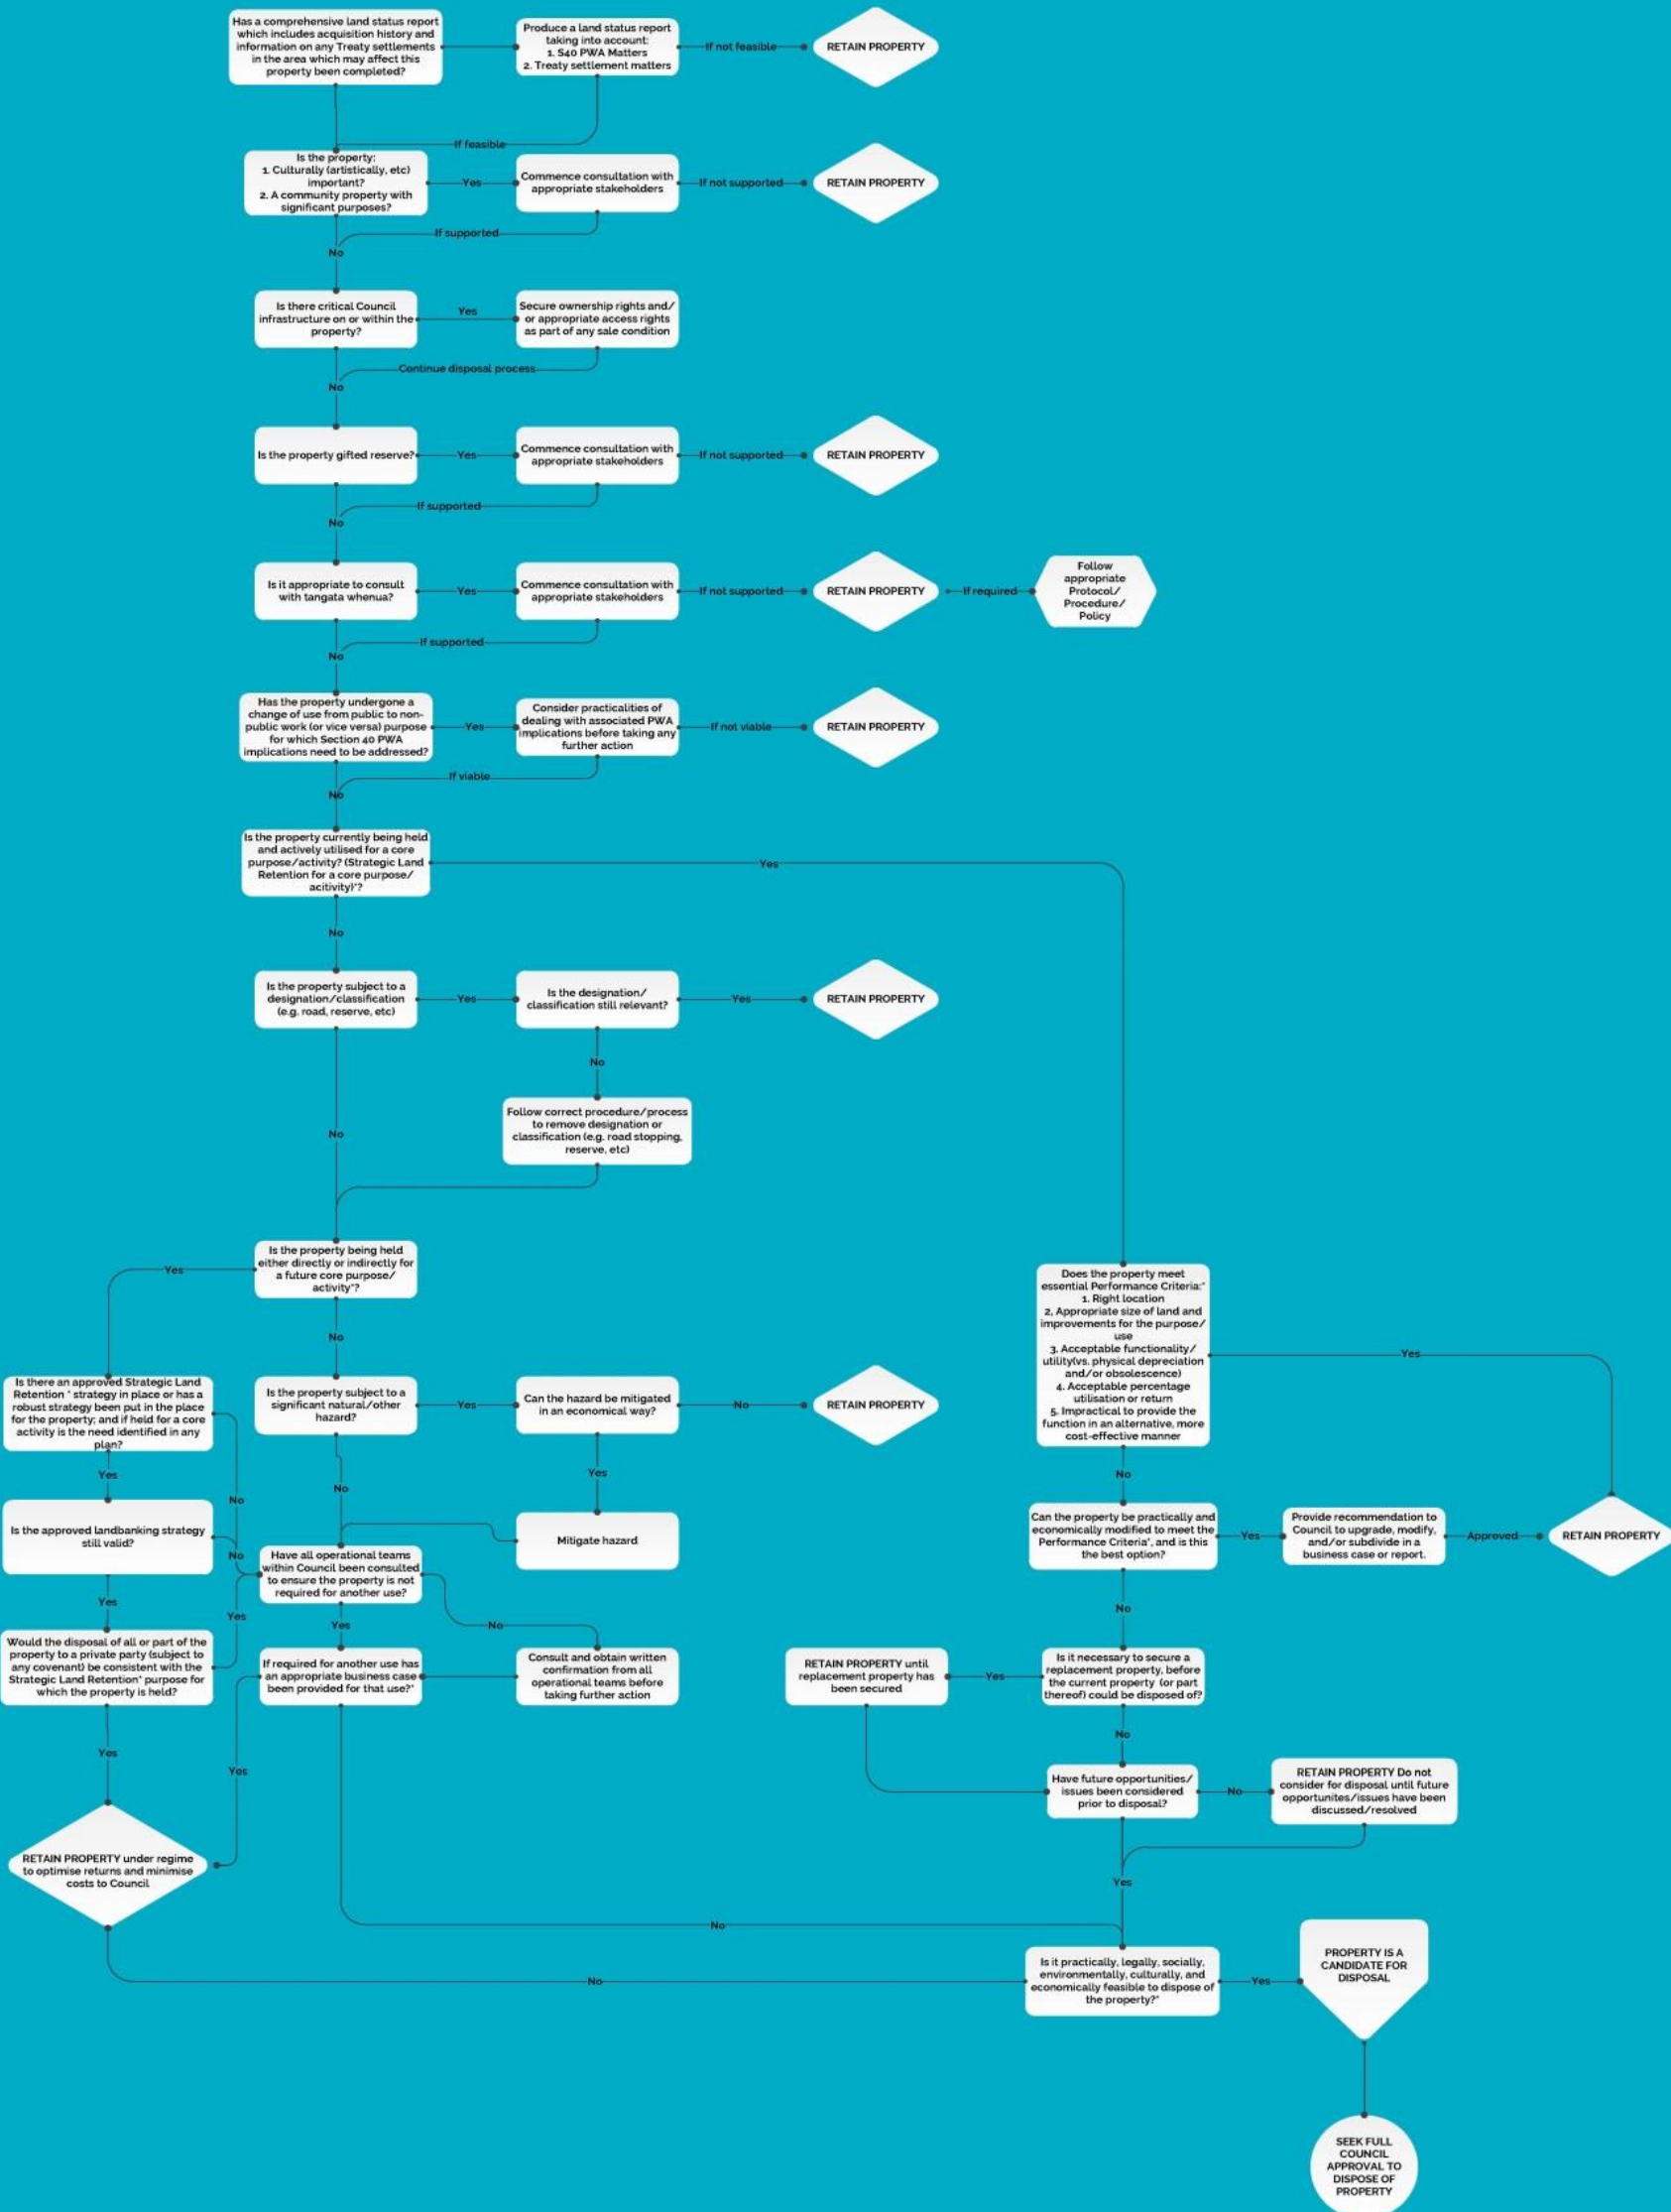 Has a comprehensive land status report
which includes acquisition history and
information on any Treaty settlements
in the area which may affect this
property been completed?
Produce a land status report
taking into account:
1. S40 PWA Matters
2. Treaty settlement matters
If not feasible
RETAIN PROPERTY
If feasible
Is the property:
1. Culturally (artistically, etc)
important?
2. A community property with
significant purposes?
Yes
Commence consultation with
appropriate stakeholders
If not supported
RETAIN PROPERTY
If supported
No
Is there critical Council
infrastructure on or within the
property?
Yes
Secure ownership rights and/
or appropriate access rights
as part of any sale condition
Continue disposal process
No
Is the property gifted reserve?
Yes
Commence consultation with
appropriate stakeholders
If not supported
RETAIN PROPERTY
If supported
No
Is it appropriate to consult
with tangata whenua?
Yes
Commence consultation with
appropriate stakeholders
If not supported
RETAIN PROPERTY
If required
Follow
appropriate
Protocol/
Procedure/
Policy
If supported
No
Has the property undergone a
change of use from public to non-
public work (or vice versa) purpose
for which Section 40 PWA
implications need to be addressed?
Yes
Consider practicalities of
dealing with associated PWA
implications before taking any
further action
If not viable
RETAIN PROPERTY
If viable
No
Is the property currently being held
and actively utilised for a core
purpose/activity? (Strategic Land
Retention for a core purpose/
acitivity)*?
Yes
No
Is the property subject to a
designation/classification
(e.g. road, reserve, etc)
Yes
Is the designation/
classification still relevant?
Yes
RETAIN PROPERTY
No
Follow correct procedure/process
to remove designation or
classification (e.g. road stopping,
reserve, etc)
No
Is the property being held
either directly or indirectly for
a future core purpose/
activity*?
Yes
No
Does the property meet
essential Performance Criteria:*
1. Right location
2, Appropriate size of land and
improvements for the purpose/
use
3. Acceptable functionality/
utility(vs. physical depreciation
and/or obsolescence)
4. Acceptable percentage
utilisation or return
5. Impractical to provide the
function in an alternative, more
cost-effective manner
Yes
No
Is there an approved Strategic Land
Retention * strategy in place or has a
robust strategy been put in the place
for the property; and if held for a core
activity is the need identified in any
plan?
Yes
No
Is the property subject to a
significant natural/other
hazard?
Yes
Can the hazard be mitigated
in an economical way?
No
RETAIN PROPERTY
Yes
Mitigate hazard
No
Is the approved landbanking strategy
still valid?
No
Yes
Have all operational teams
within Council been consulted
to ensure the property is not
required for another use?
Yes
No
Would the disposal of all or part of the
property to a private party (subject to
any covenant) be consistent with the
Strategic Land Retention* purpose for
which the property is held?
Yes
Yes
If required for another use has
an appropriate business case
been provided for that use?*
Consult and obtain written
confirmation from all
operational teams before
taking further action
Yes
No
RETAIN PROPERTY under regime
to optimise returns and minimise
costs to Council
No
Can the property be practically and
economically modified to meet the
Performance Criteria*, and is this
the best option?
Yes
Provide recommendation to
Council to upgrade, modify,
and/or subdivide in a
business case or report.
Approved
RETAIN PROPERTY
No
Is it necessary to secure a
replacement property, before
the current property (or part
thereof) could be disposed of?
Yes
RETAIN PROPERTY until
replacement property has
been secured
No
Have future opportunities/
issues been considered
prior to disposal?
No
RETAIN PROPERTY Do not
consider for disposal until future
opportunites/issues have been
discussed/resolved
Yes
Is it practically, legally, socially,
environmentally, culturally, and
economically feasible to dispose of
the property?*
Yes
PROPERTY IS A
CANDIDATE FOR
DISPOSAL
SEEK FULL
COUNCIL
APPROVAL TO
DISPOSE OF
PROPERTY